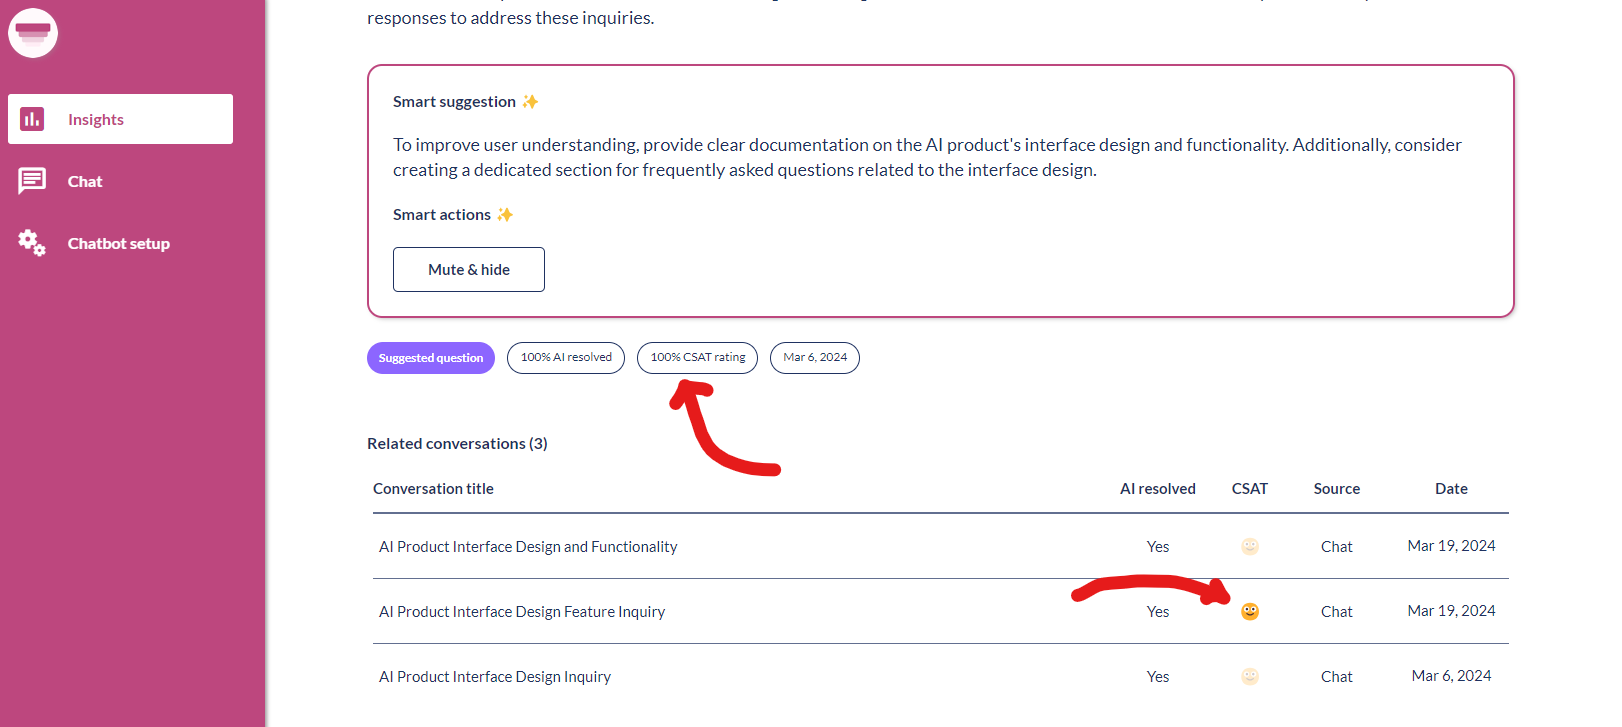 responses to address these inquiries.
Insights
Chat
Chatbot setup
Smart suggestion
To improve user understanding, provide clear documentation on the AI product's interface design and functionality. Additionally, consider
creating a dedicated section for frequently asked questions related to the interface design.
Smart actions
Mute & hide
Suggested question 100% AI resolved 100% CSAT rating Mar 6, 2024
Related conversations (3)
Conversation title AI resolved CSAT Source Date
AI Product Interface Design and Functionality Yes Chat Mar 19, 2024
AI Product Interface Design Feature Inquiry Yes Chat Mar 19, 2024
AI Product Interface Design Inquiry Yes Chat Mar 6, 2024